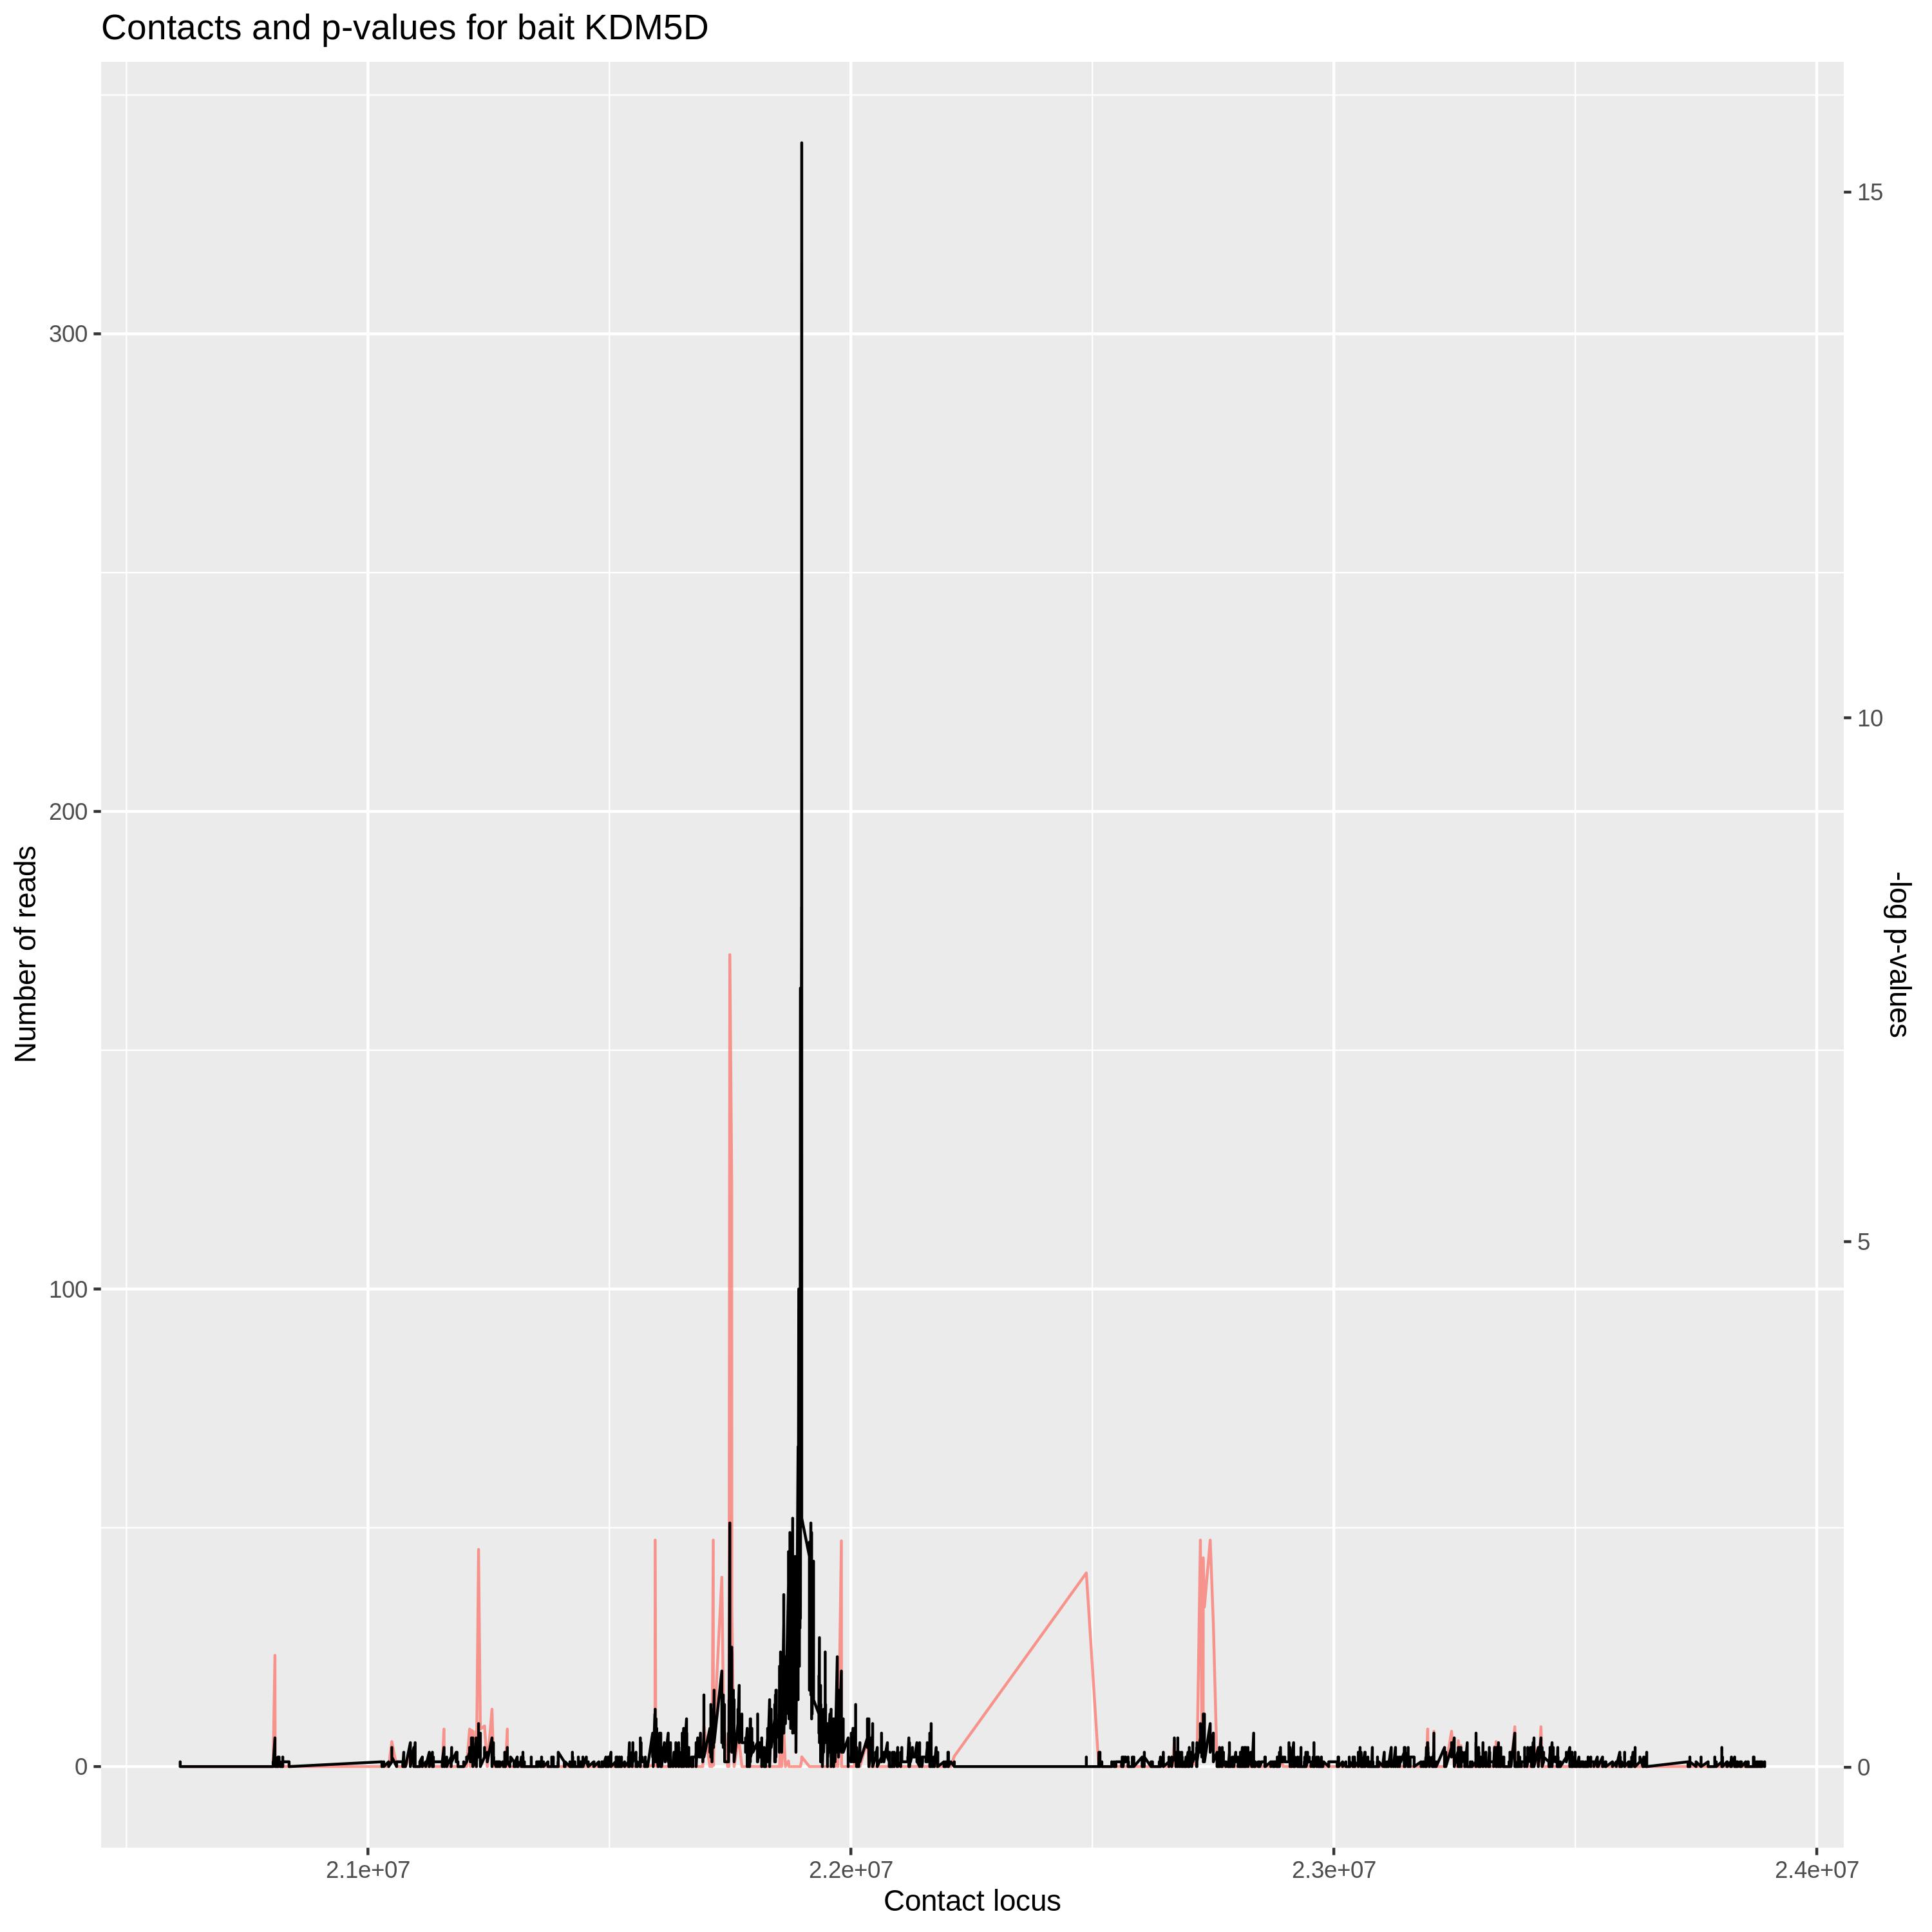 Contacts and p-values for bait KDM5D
Number of reads
300
200
100
0
15
10
5
0
-log p-values
2.1e+07 2.2e+07 2.3e+07 2.4e+07
Contact locus